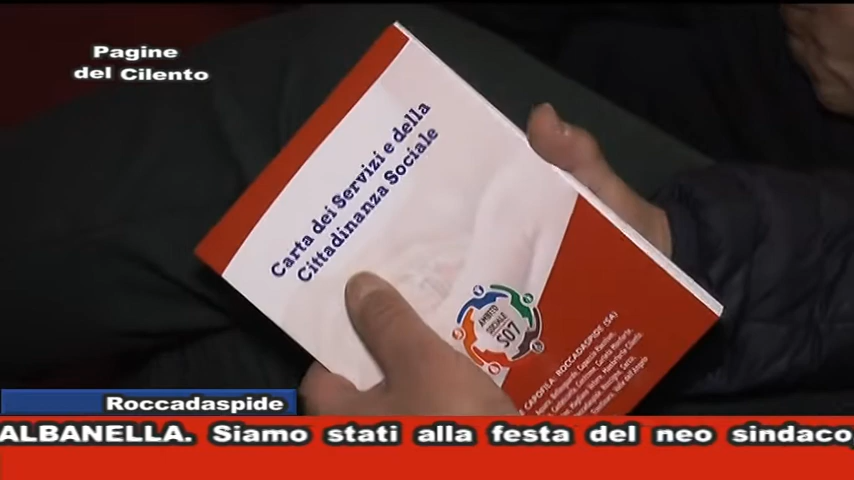 Pagine
del Cilento
Carta dei Servizi e della
Cittadinanza Sociale
AMBITO
SOCIALE
S07
CAPOFILA: ROCCADASPIDE (SA)
Roccadaspide
ALBANELLA. Siamo stati alla festa del neo sindaco,